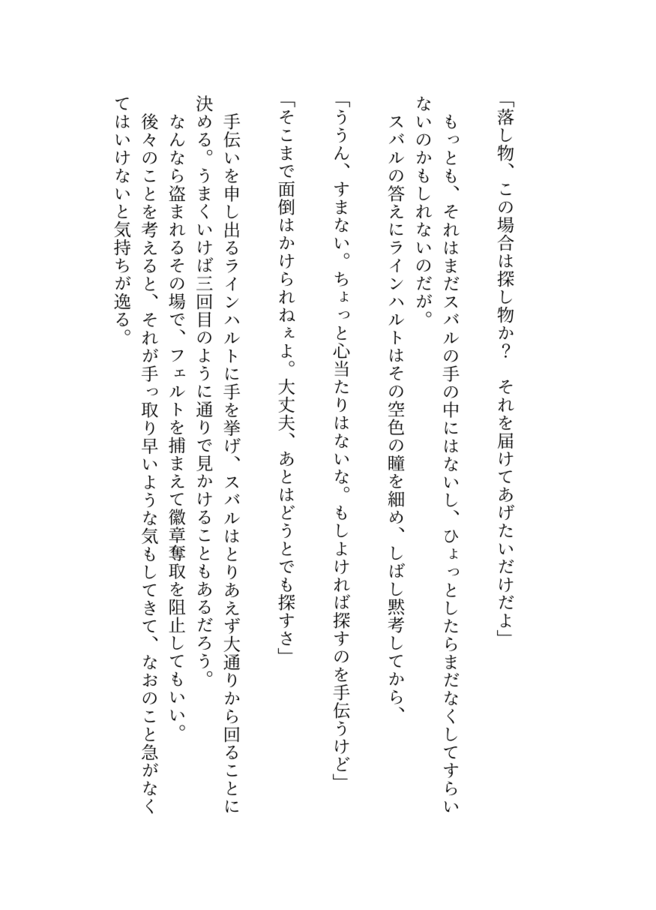 「落し物、この場合は探し物か？　それを届けてあげたいだけだよ」
　もっとも、それはまだスバルの手の中にはないし、ひょっとしたらまだなくしてすらい
ないのかもしれないのだが。
　スバルの答えにラインハルトはその空色の瞳を細め、しばし黙考してから、
「ううん、すまない。ちょっと心当たりはないな。もしよければ探すのを手伝うけど」
「そこまで面倒はかけられねぇよ。大丈夫、あとはどうとでも探すさ」
　手伝いを申し出るラインハルトに手を挙げ、スバルはとりあえず大通りから回ることに
決める。うまくいけば三回目のように通りで見かけることもあるだろう。
　なんなら盗まれるその場で、フェルトを捕まえて徽章奪取を阻止してもいい。
　後々のことを考えると、それが手っ取り早いような気もしてきて、なおのこと急がなく
てはいけないと気持ちが逸る。